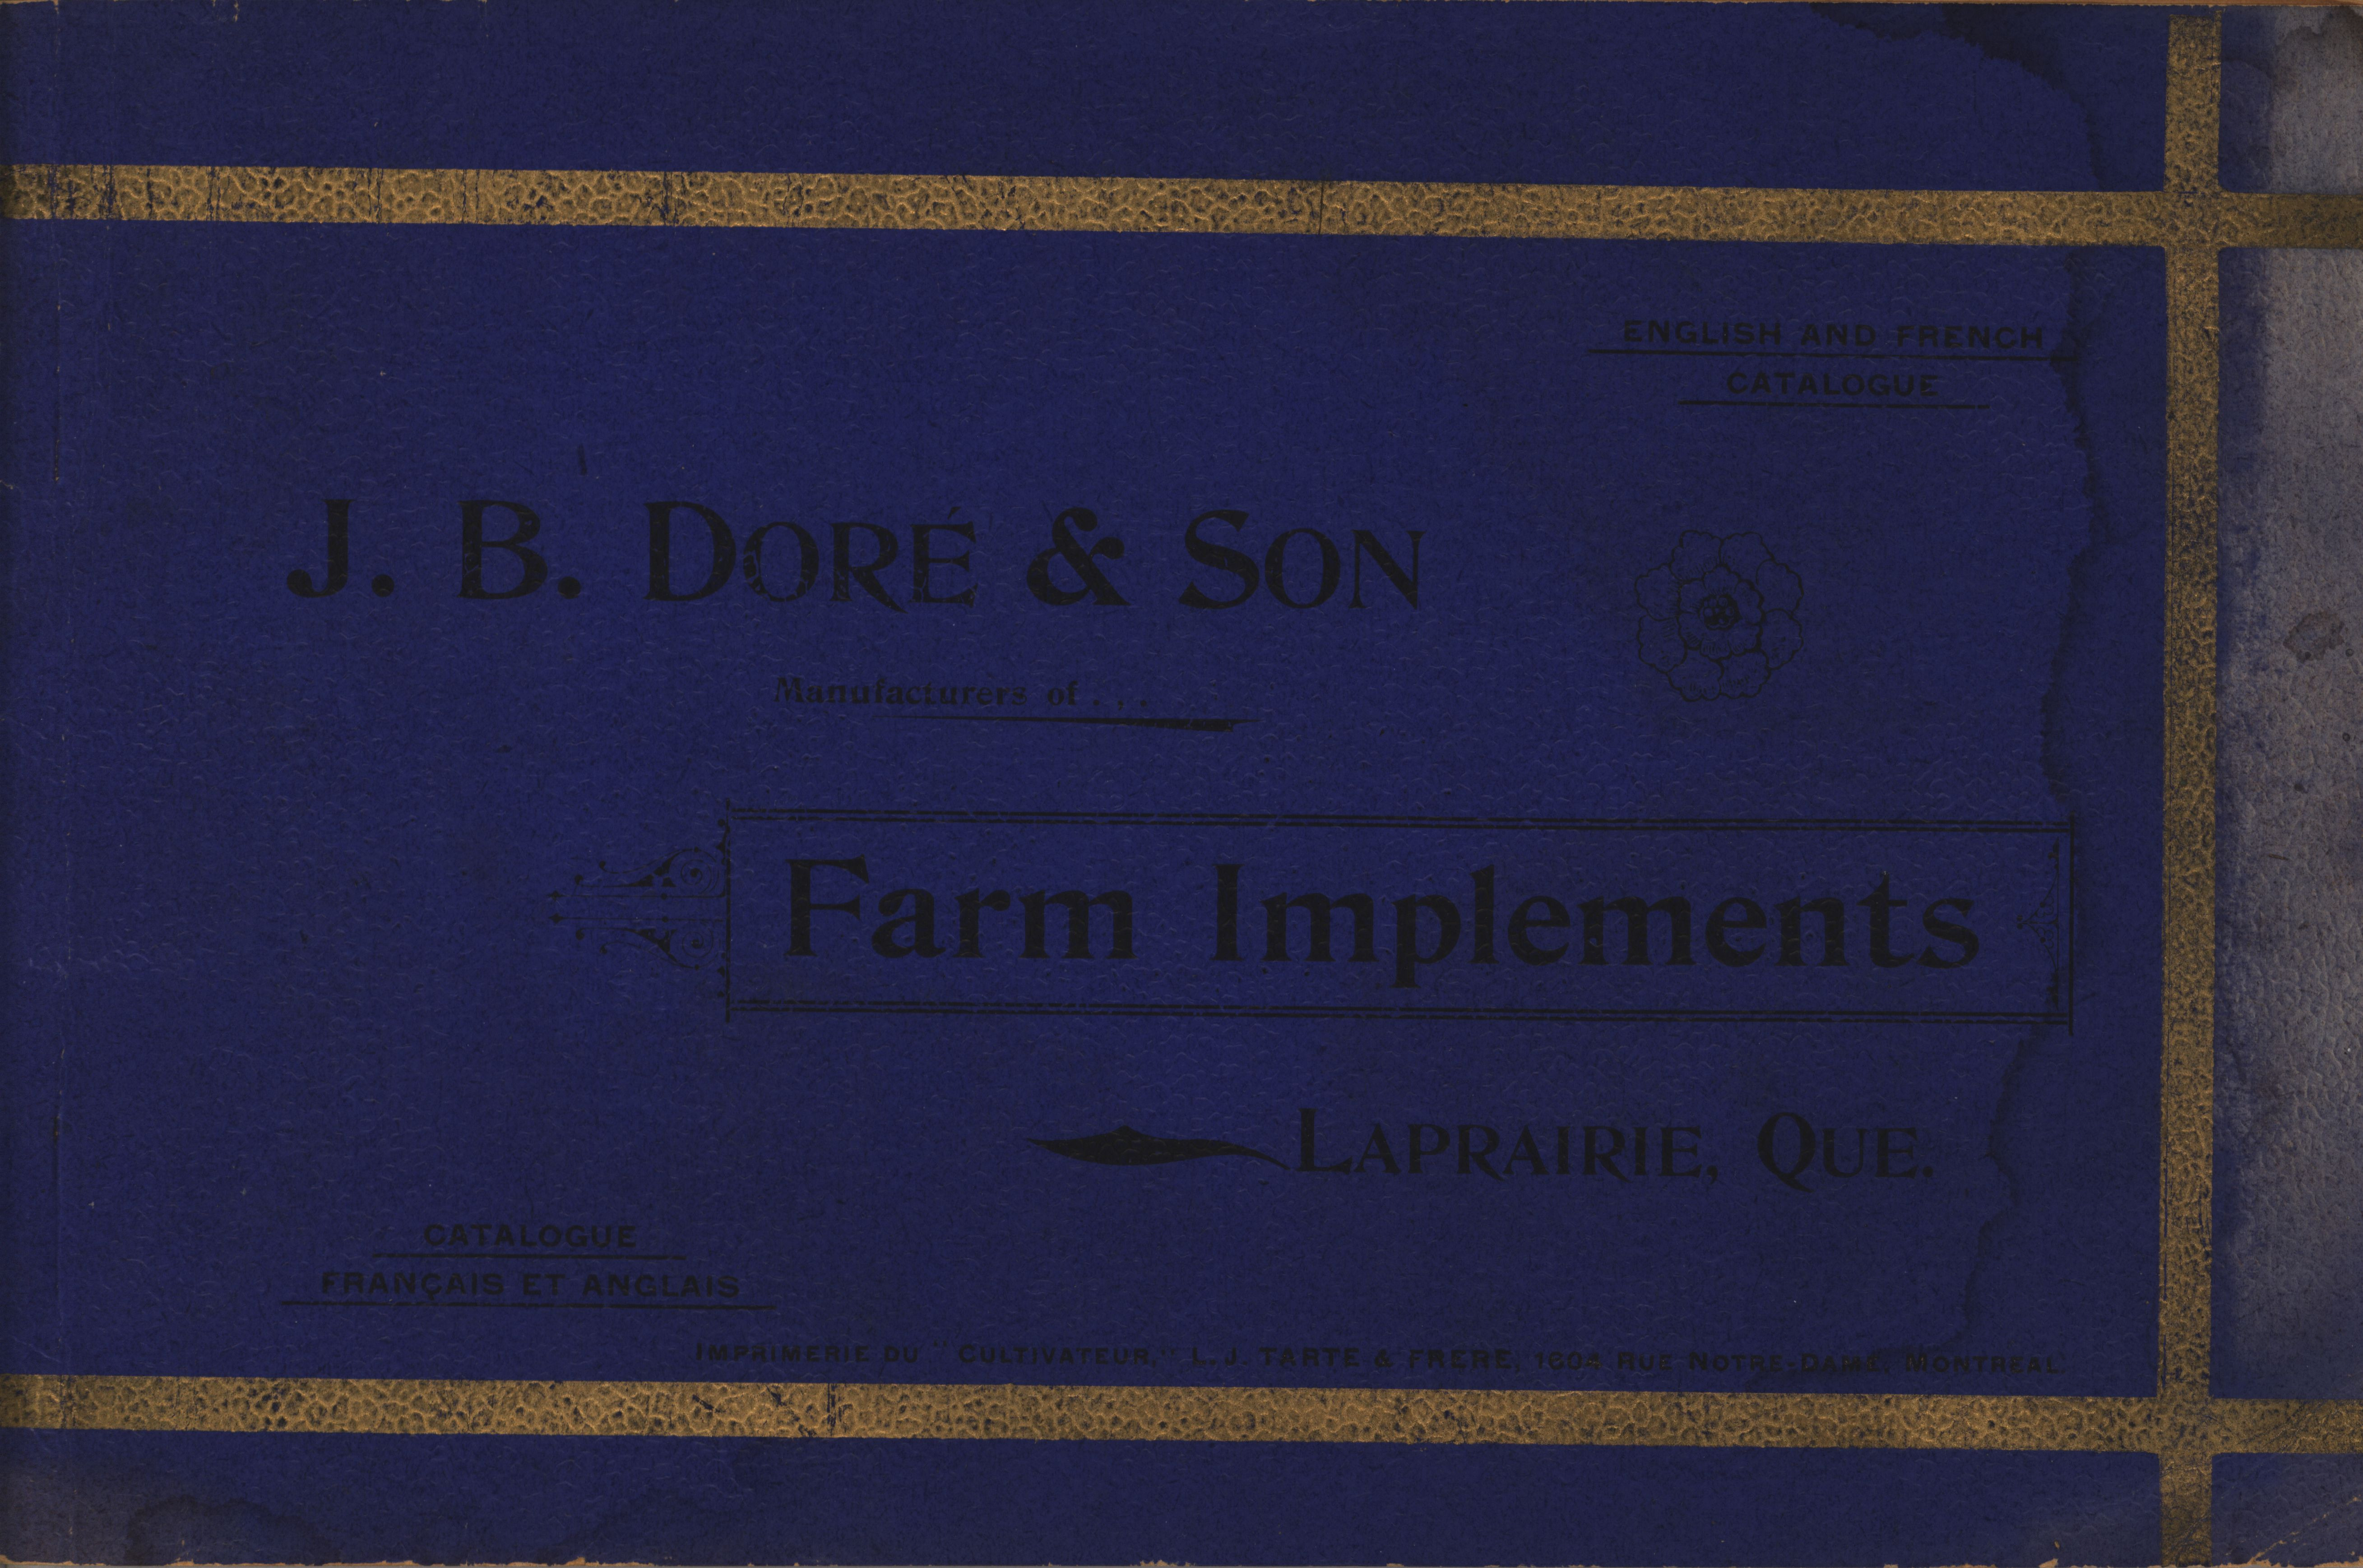 ENGLISH AND FRENCH
CATALOGUE
J. B. DORÉ & SON
Manufacturers of . . .
Farm Implements
LAPRAIRIE, QUE.
CATALOGUE
FRANÇAIS ET ANGLAIS
IMPRIMERIE DU "CULTIVATEUR," L. J. TARTE & FRERE, 1604 RUE NOTRE-DAME, MONTREAL